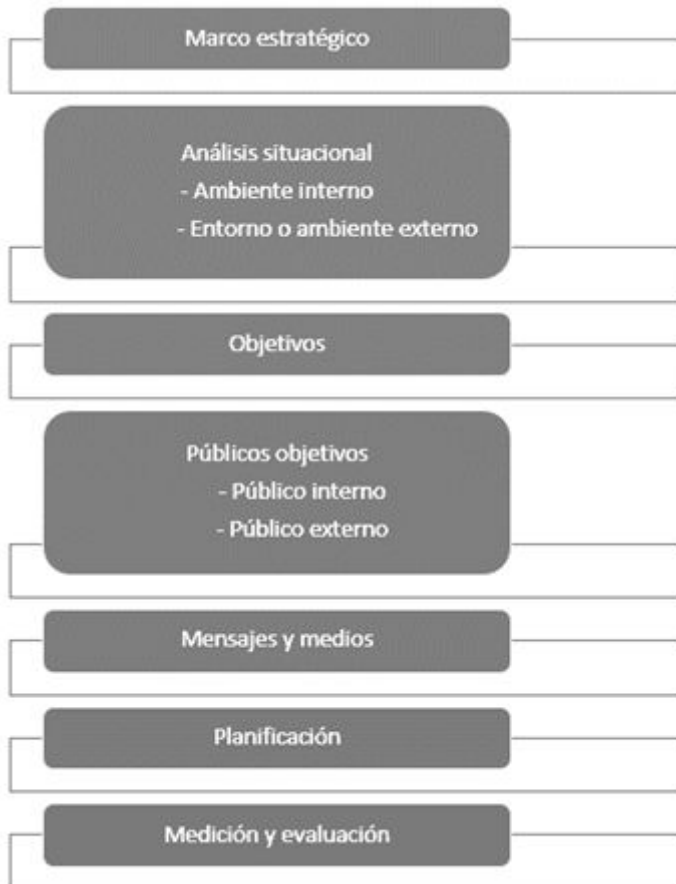 Marco estratégico
Análisis situacional
- Ambiente interno
- Entorno o ambiente externo
Objetivos
Públicos objetivos
- Público interno
- Público externo
Mensajes y medios
Planificación
Medición y evaluación